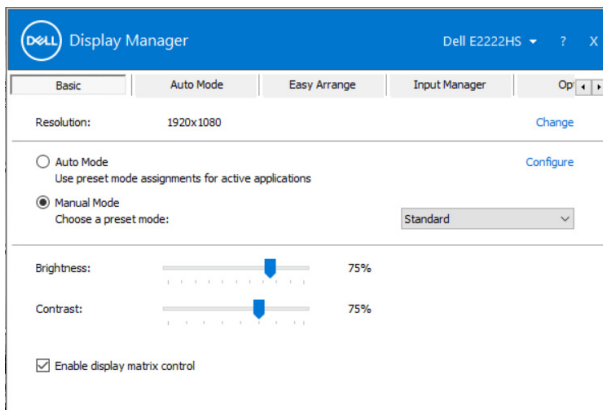 DELL Display Manager Dell E2222HS ? X
Basic Auto Mode Easy Arrange Input Manager Op
Resolution: 1920x1080 Change
Auto Mode Configure
Use preset mode assignments for active applications
Manual Mode
Choose a preset mode: Standard
Brightness: 75%
Contrast: 75%
Enable display matrix control